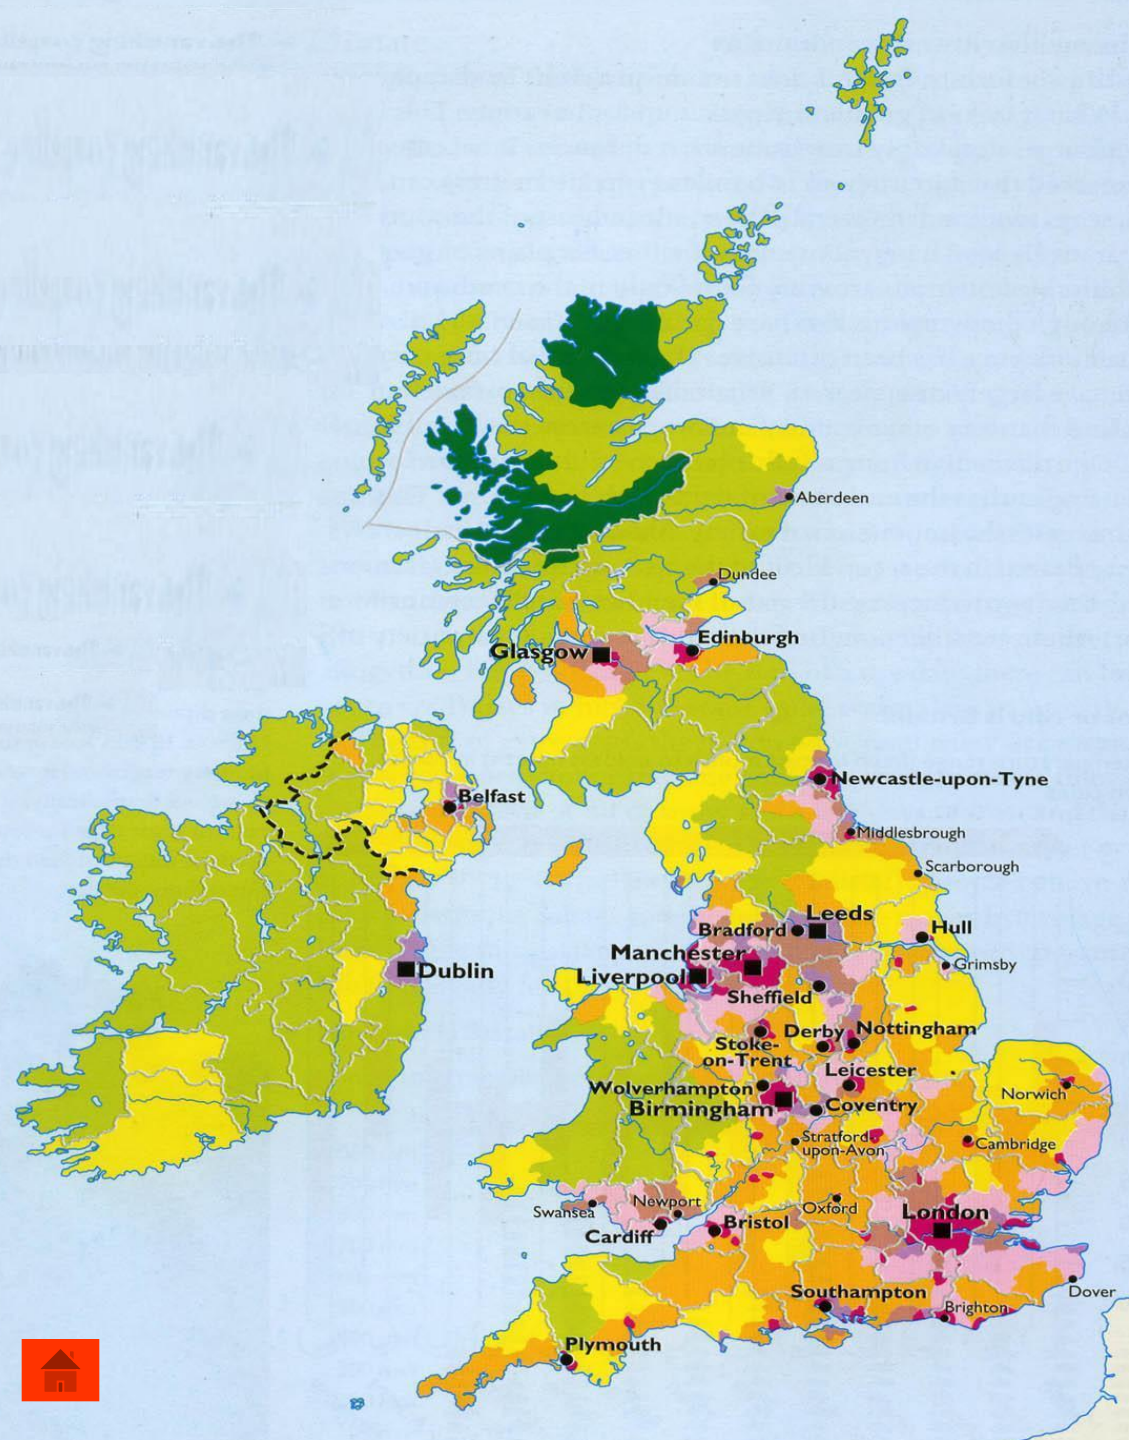 Aberdeen
Dundee
Edinburgh
Glasgow
Newcastle-upon-Tyne
Belfast
Middlesbrough
Scarborough
Leeds
Bradford
Hull
Manchester
Liverpool
Grimsby
Dublin
Sheffield
Derby
Nottingham
Stoke-
on-Trent
Leicester
Wolverhampton
Birmingham
Coventry
Norwich
Stratford-
upon-Avon
Cambridge
Swansea
Newport
Oxford
London
Cardiff
Bristol
Southampton
Brighton
Dover
Plymouth